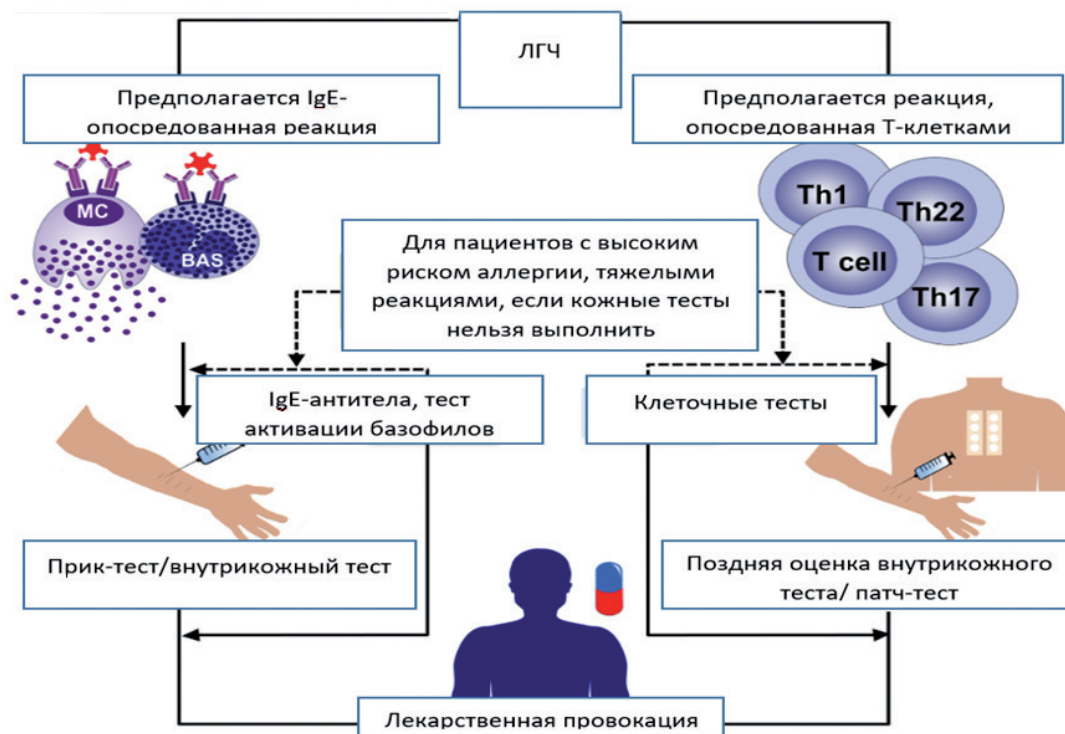 ЛГЧ
Предполагается IgE-
опосредованная реакция
Предполагается реакция,
опосредованная Т-клетками
MC
BAS
Th1
Th22
T cell
Th17
Для пациентов с высоким
риском аллергии, тяжелыми
реакциями, если кожные тесты
нельзя выполнить
IgE-антитела, тест
активации базофилов
Клеточные тесты
Прик-тест/внутрикожный тест
Поздняя оценка внутрикожного
теста/ патч-тест
Лекарственная провокация